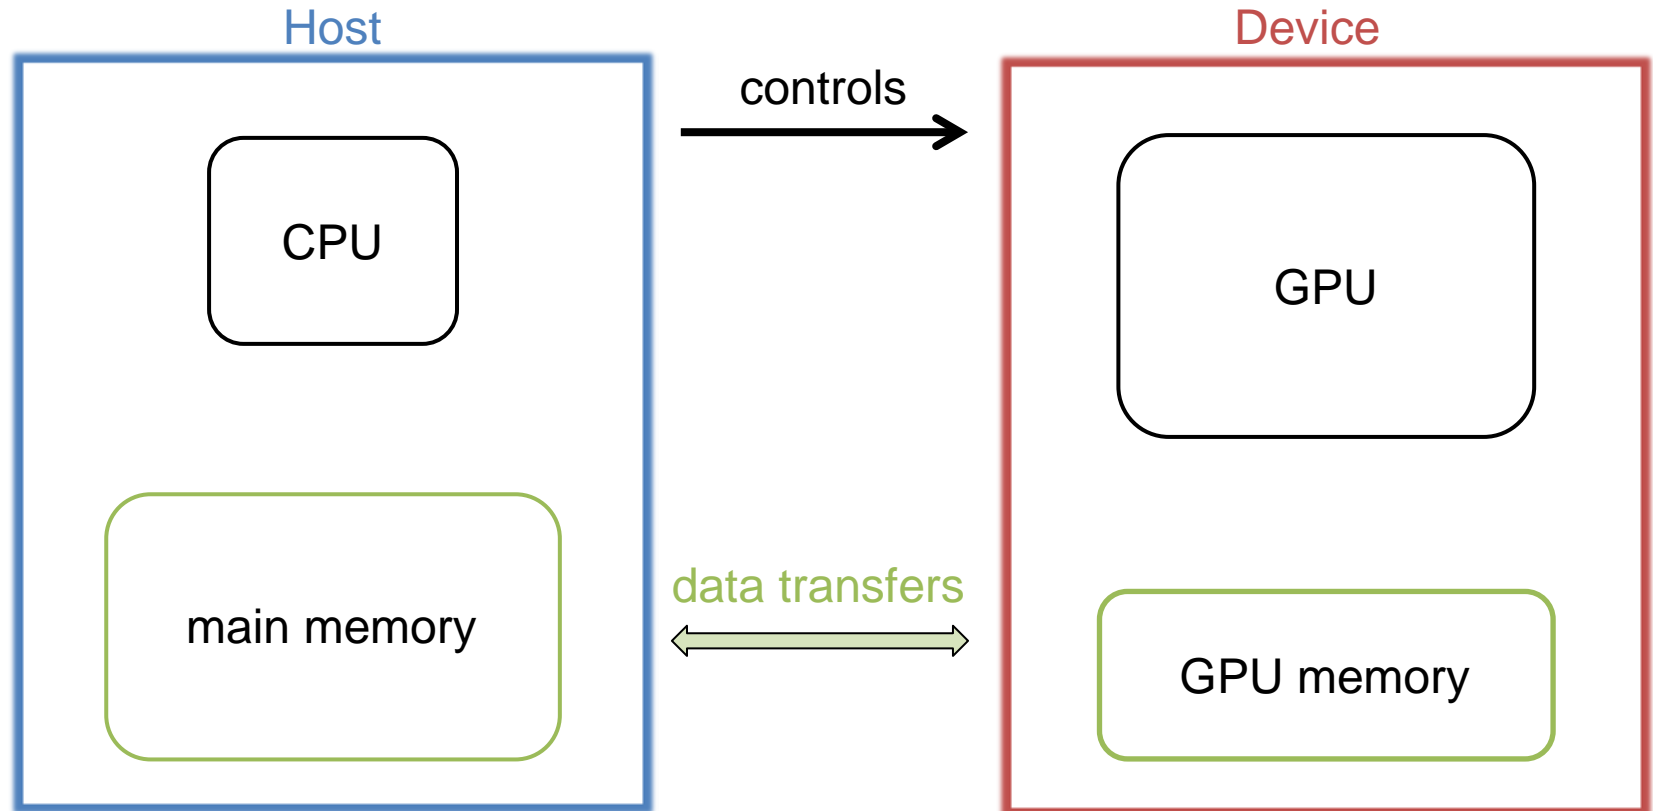 Host
Device
controls
CPU
GPU
data transfers
main memory
GPU memory